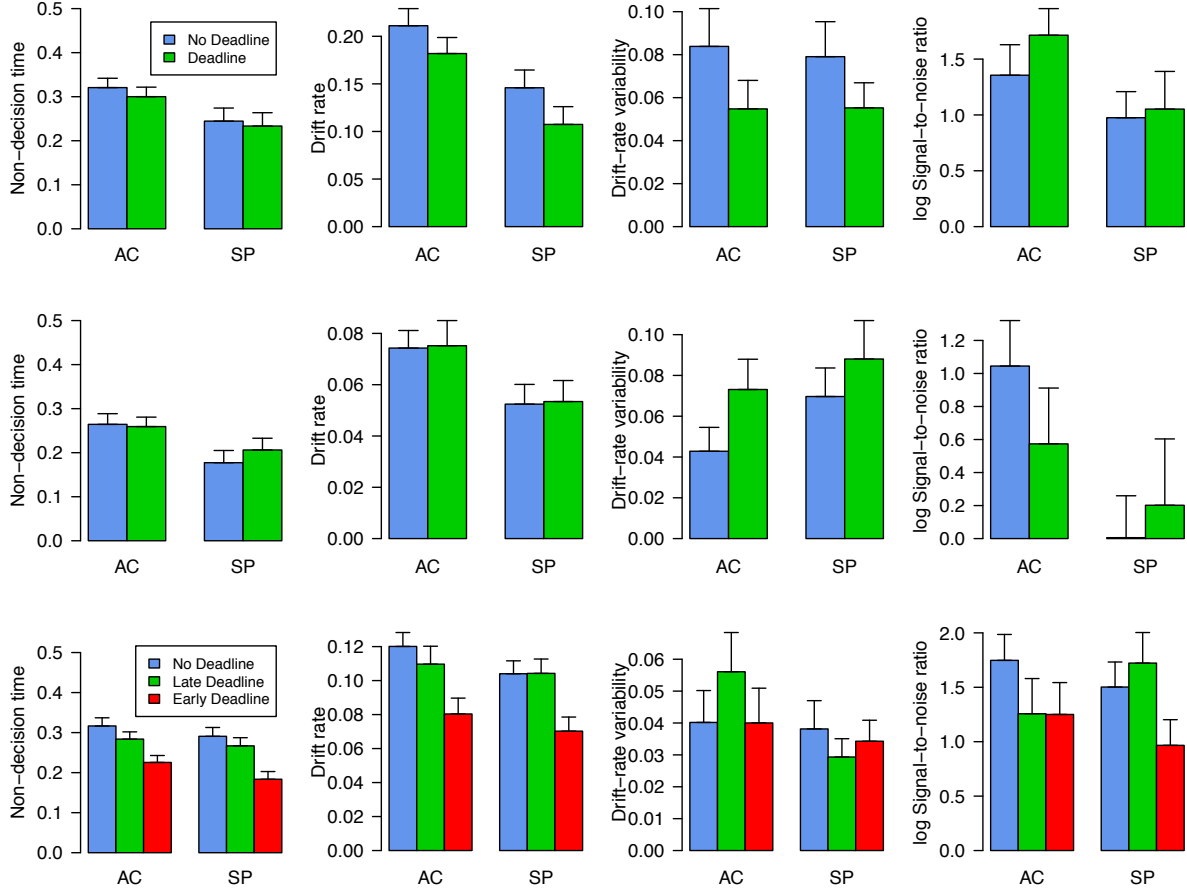 Non−decision time
0.5
0.4
0.3
0.2
0.1
0.0
No Deadline
Deadline
AC SP
Drift rate
0.20
0.15
0.10
0.05
0.00
AC SP
Drift−rate variability
0.10
0.08
0.06
0.04
0.02
0.00
AC SP
log Signal−to−noise ratio
1.5
1.0
0.5
0.0
AC SP
Non−decision time
0.5
0.4
0.3
0.2
0.1
0.0
AC SP
Drift rate
0.08
0.06
0.04
0.02
0.00
AC SP
Drift−rate variability
0.10
0.08
0.06
0.04
0.02
0.00
AC SP
log Signal−to−noise ratio
1.2
1.0
0.8
0.6
0.4
0.2
0.0
AC SP
Non−decision time
0.5
0.4
0.3
0.2
0.1
0.0
No Deadline
Late Deadline
Early Deadline
AC SP
Drift rate
0.12
0.10
0.08
0.06
0.04
0.02
0.00
AC SP
Drift−rate variability
0.06
0.05
0.04
0.03
0.02
0.01
0.00
AC SP
log Signal−to−noise ratio
2.0
1.5
1.0
0.5
0.0
AC SP